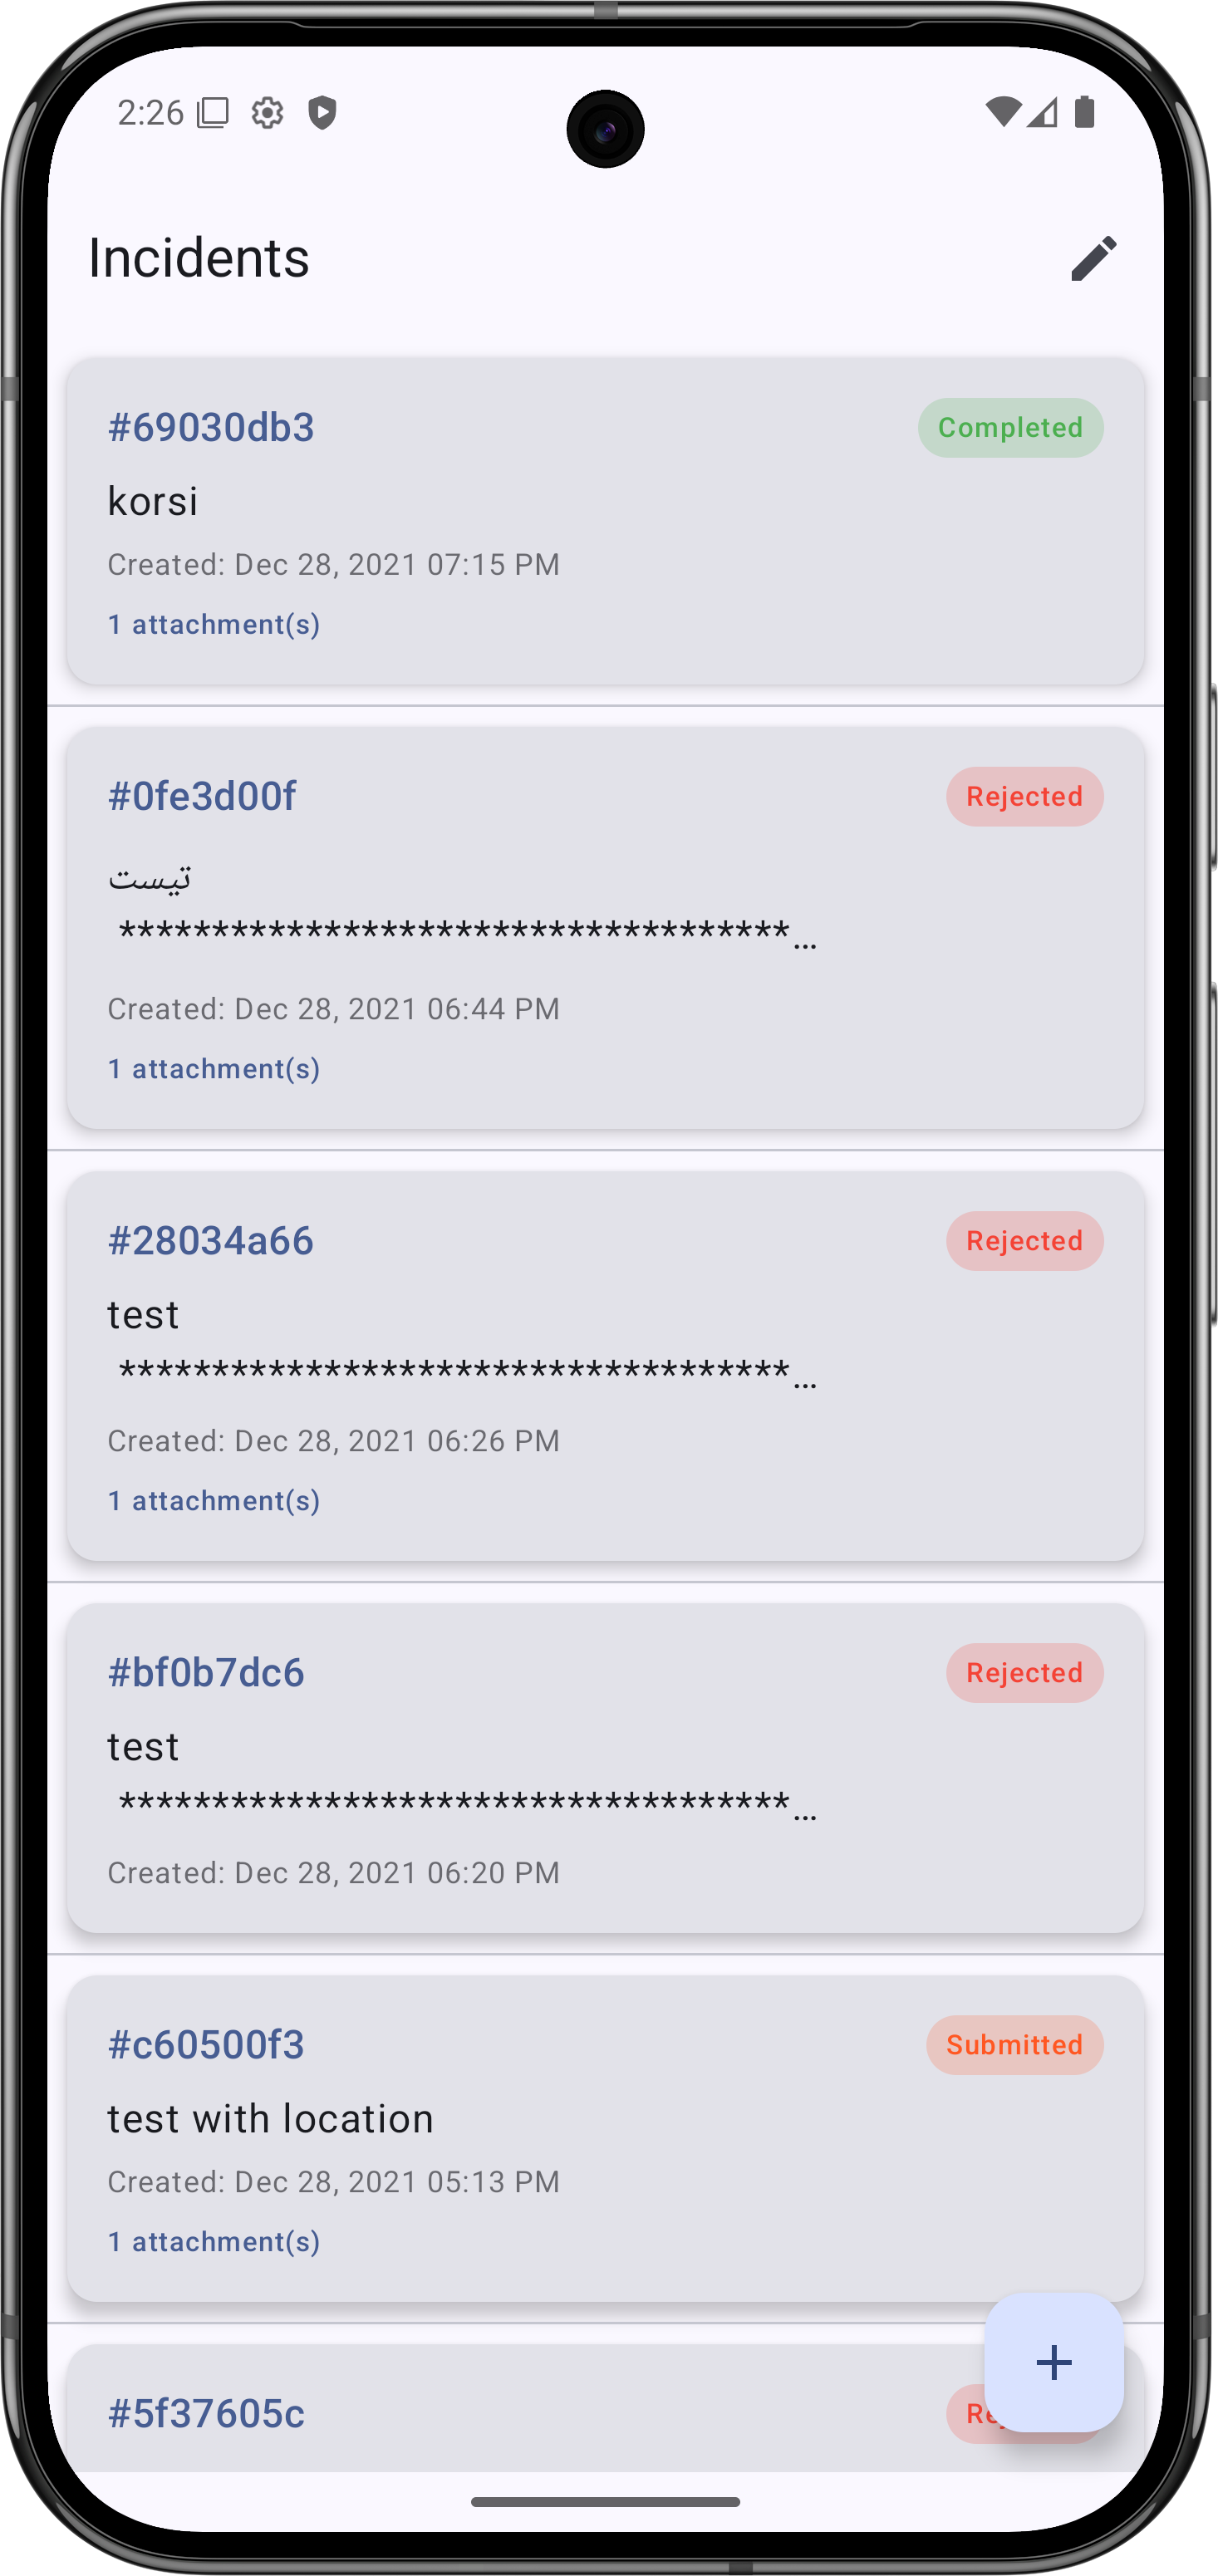 2:26
Incidents
#69030db3
Completed
korsi
Created: Dec 28, 2021 07:15 PM
1 attachment(s)
#0fe3d00f
Rejected
تيست
************************************...
Created: Dec 28, 2021 06:44 PM
1 attachment(s)
#28034a66
Rejected
test
************************************...
Created: Dec 28, 2021 06:26 PM
1 attachment(s)
#bf0b7dc6
Rejected
test
************************************...
Created: Dec 28, 2021 06:20 PM
#c60500f3
Submitted
test with location
Created: Dec 28, 2021 05:13 PM
1 attachment(s)
+
#5f37605c